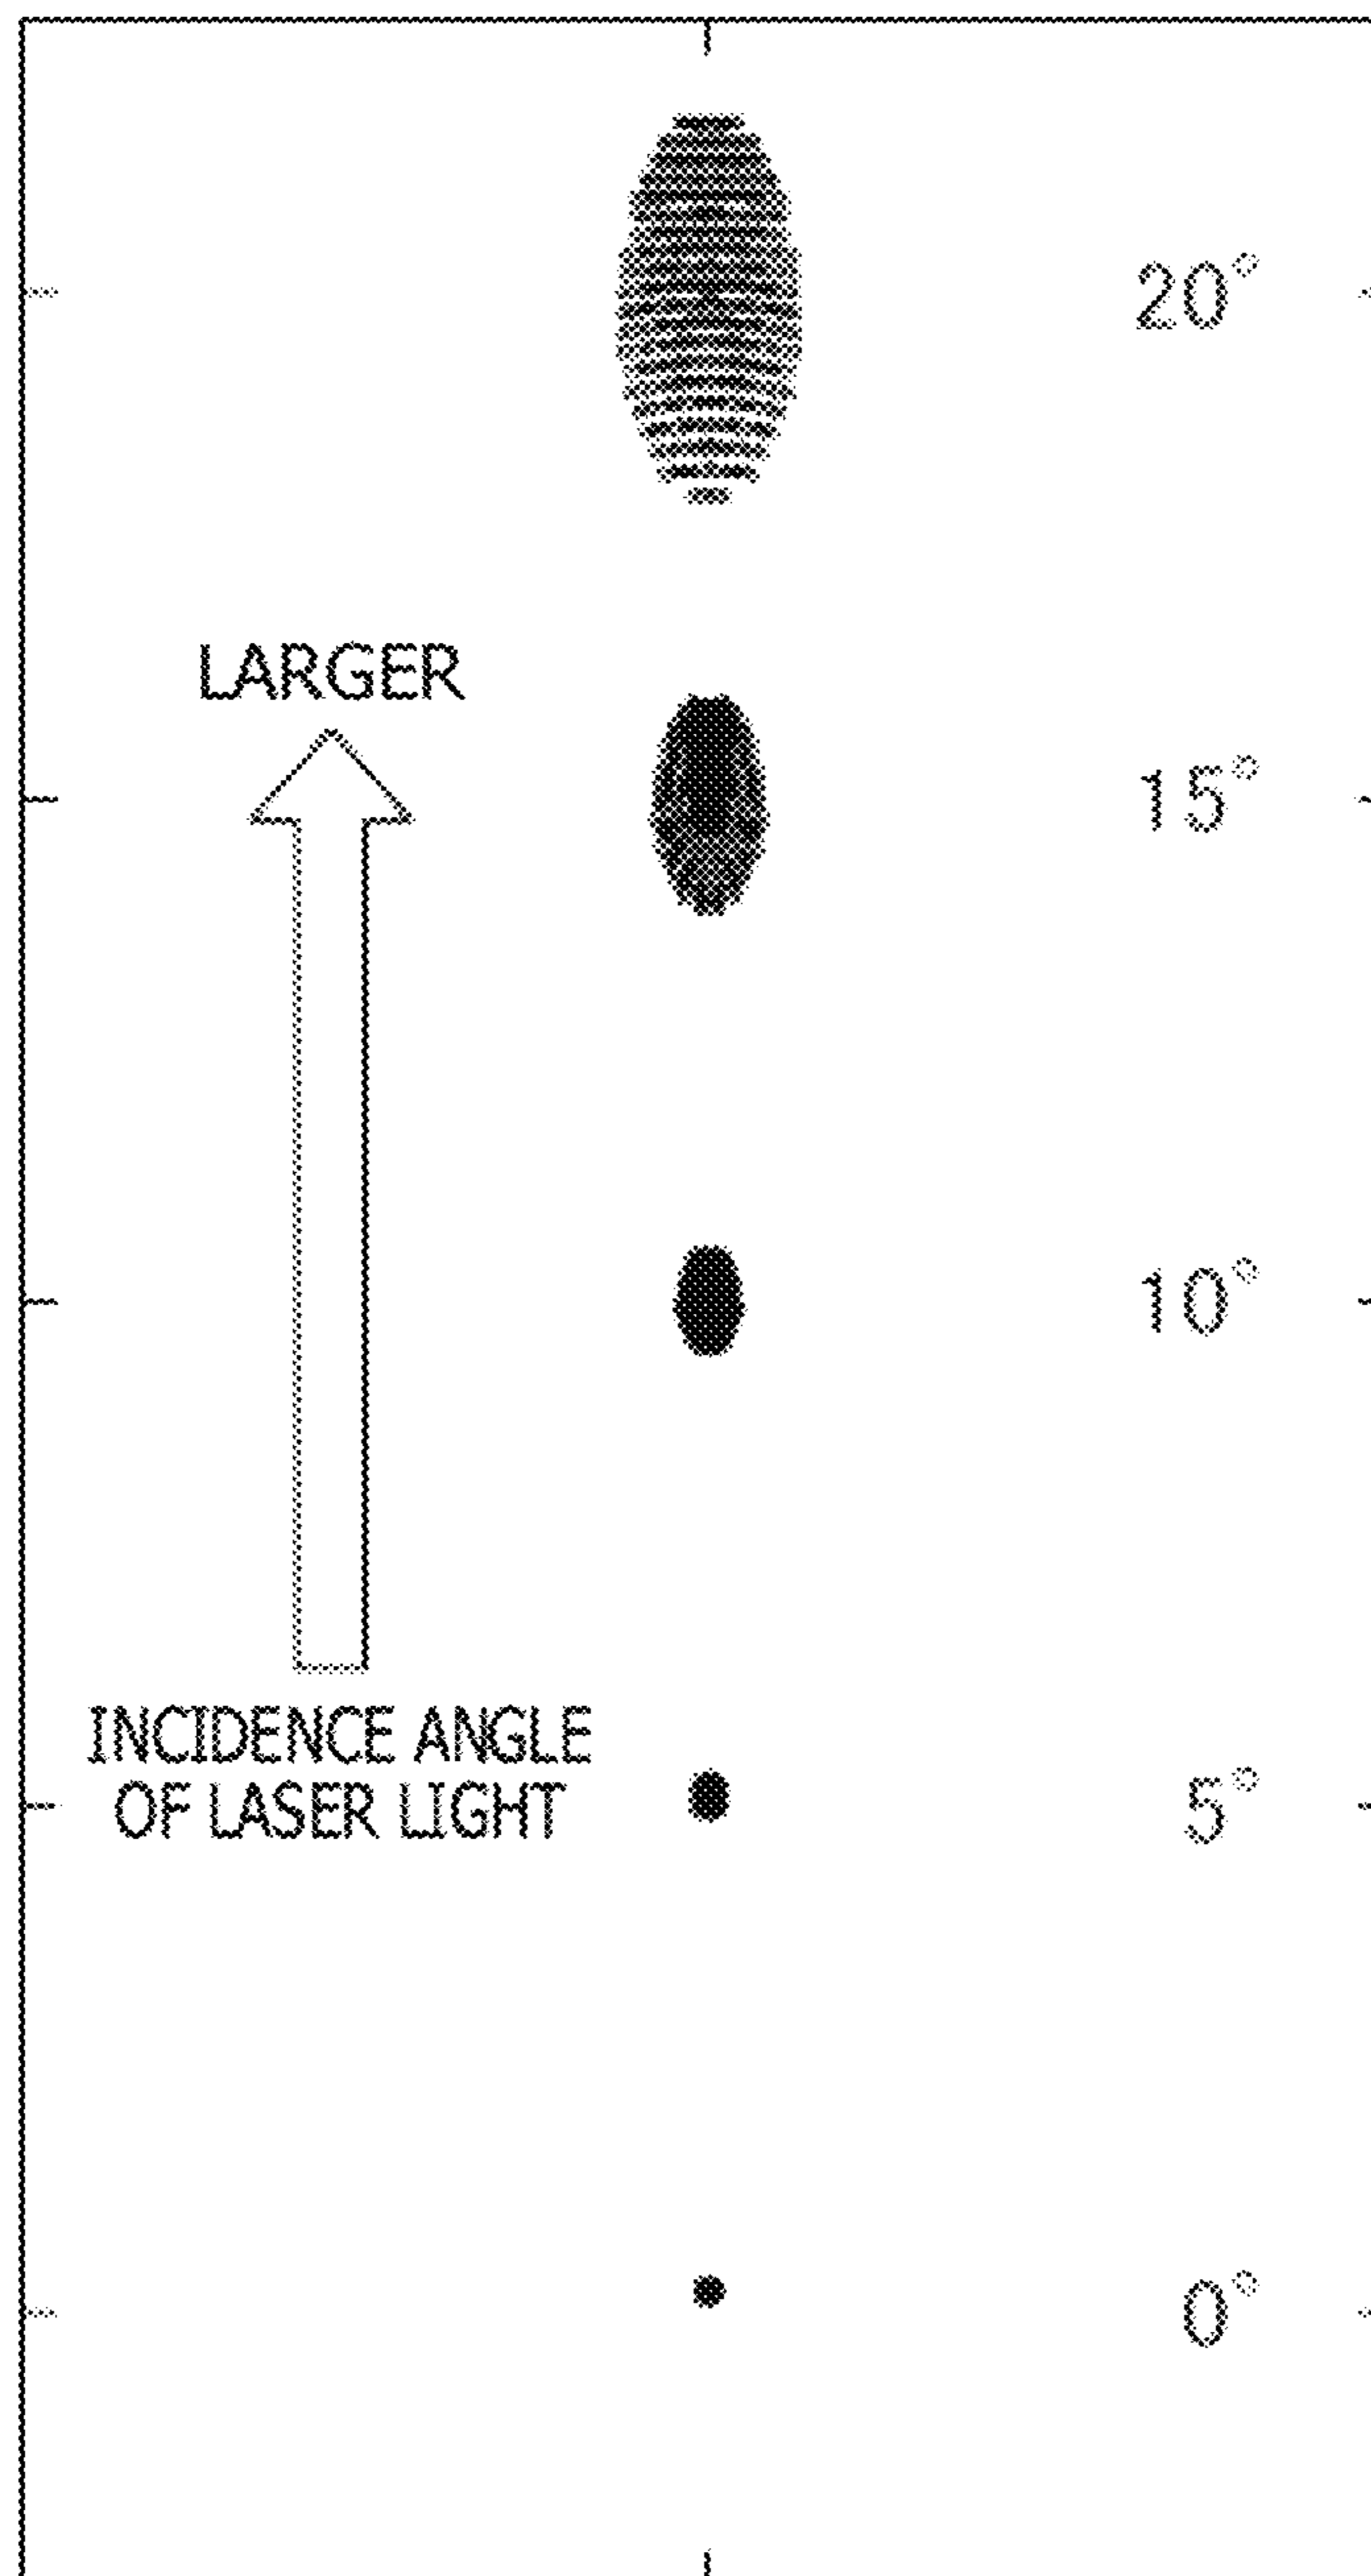 20°
LARGER
15°
10°
INCIDENCE ANGLE
OF LASER LIGHT
5°
0°